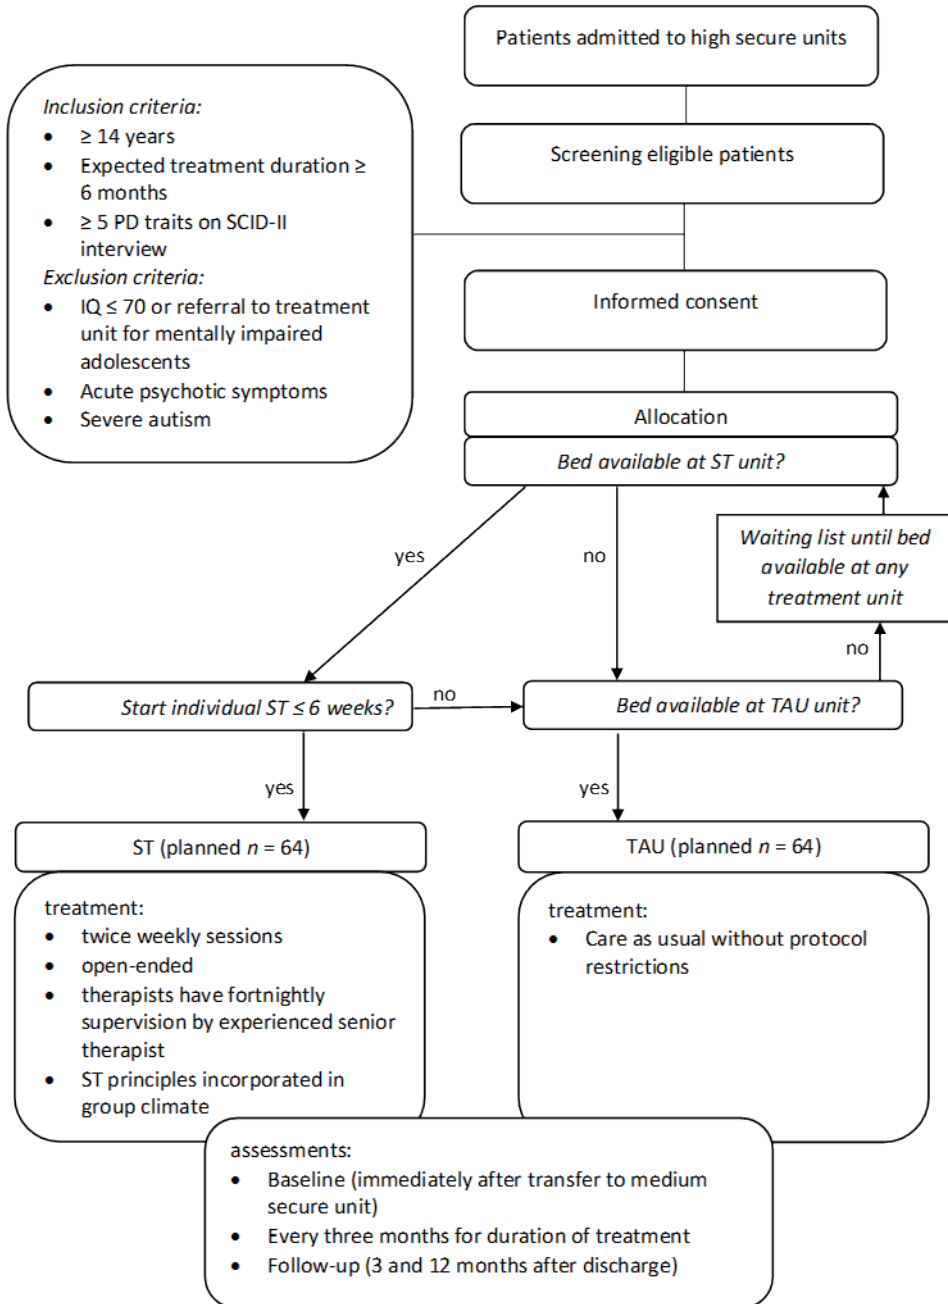 Patients admitted to high secure units
Inclusion criteria:
• ≥ 14 years
• Expected treatment duration ≥
6 months
• ≥ 5 PD traits on SCID-II
interview
Exclusion criteria:
• IQ ≤ 70 or referral to treatment
unit for mentally impaired
adolescents
• Acute psychotic symptoms
• Severe autism
Screening eligible patients
Informed consent
Allocation
Bed available at ST unit?
yes
no
Waiting list until bed
available at any
treatment unit
no
Start individual ST ≤ 6 weeks?
no
Bed available at TAU unit?
yes
yes
ST (planned n = 64)
TAU (planned n = 64)
treatment:
• twice weekly sessions
• open-ended
• therapists have fortnightly
supervision by experienced senior
therapist
• ST principles incorporated in
group climate
treatment:
• Care as usual without protocol
restrictions
assessments:
• Baseline (immediately after transfer to medium
secure unit)
• Every three months for duration of treatment
• Follow-up (3 and 12 months after discharge)